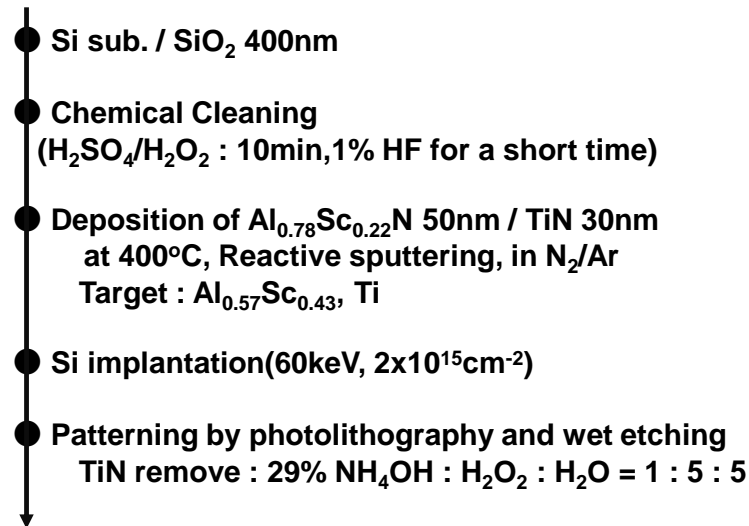 Si sub. / SiO₂ 400nm
Chemical Cleaning
(H₂SO₄/H₂O₂ : 10min,1% HF for a short time)
Deposition of Al₀.₇₈Sc₀.₂₂N 50nm / TiN 30nm
at 400ºC, Reactive sputtering, in N₂/Ar
Target : Al₀.₅₇Sc₀.₄₃, Ti
Si implantation(60keV, 2x10¹⁵cm⁻²)
Patterning by photolithography and wet etching
TiN remove : 29% NH₄OH : H₂O₂ : H₂O = 1 : 5 : 5